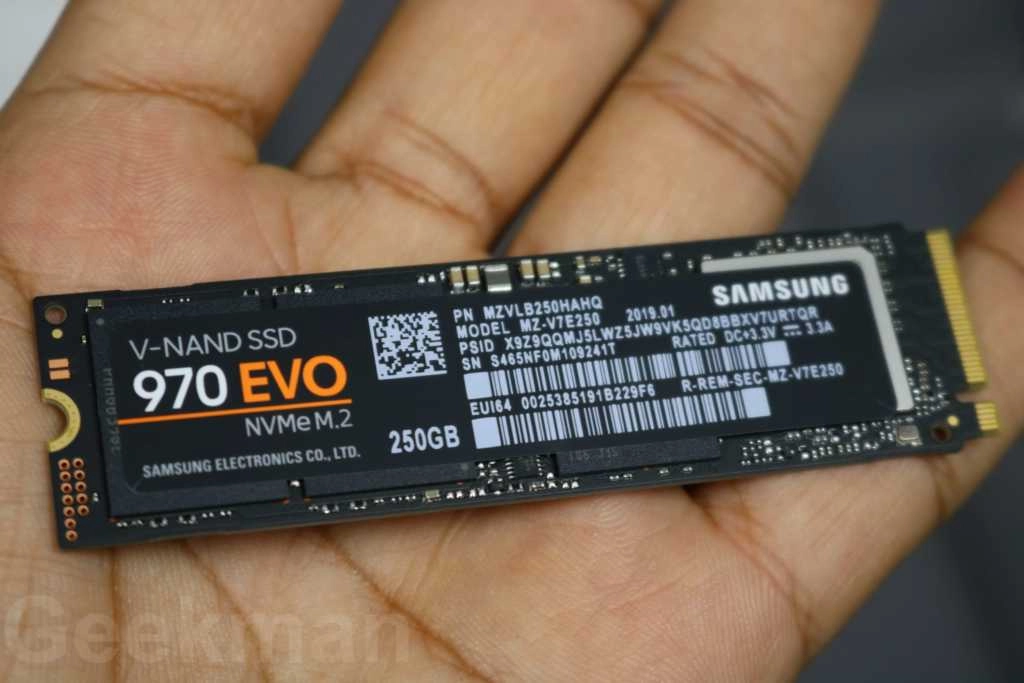 V-NAND SSD
970 EVO
NVMe M.2
SAMSUNG ELECTRONICS CO., LTD.
250GB
SAMSUNG
PN MZVLB250HAHQ
MODEL MZ-V7E250 2019.01
PSID X9Z9QQMJ5LWZ5JW9VK5QD8BBXV7URTQR
SN S465NF0M109241T RATED DC+3.3V ⎓ 3.3A
EUI64 0025385191B229F6 R-REM-SEC-MZ-V7E250
Geekman